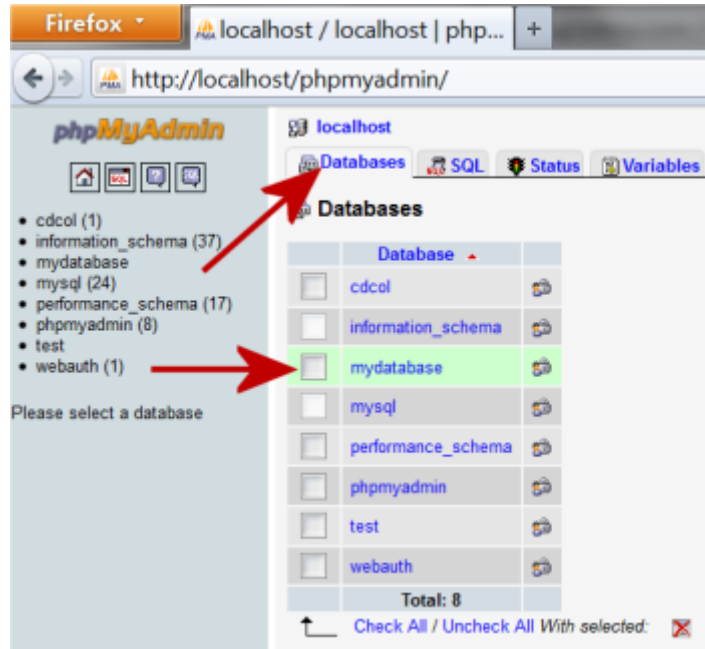 Firefox
localhost / localhost | php...
+
http://localhost/phpmyadmin/
phpMyAdmin
cdcol (1)
information_schema (37)
mydatabase
mysql (24)
performance_schema (17)
phpmyadmin (8)
test
webauth (1)
Please select a database
localhost
Databases SQL Status Variables
Databases
Database
cdcol
information_schema
mydatabase
mysql
performance_schema
phpmyadmin
test
webauth
Total: 8
Check All / Uncheck All With selected: